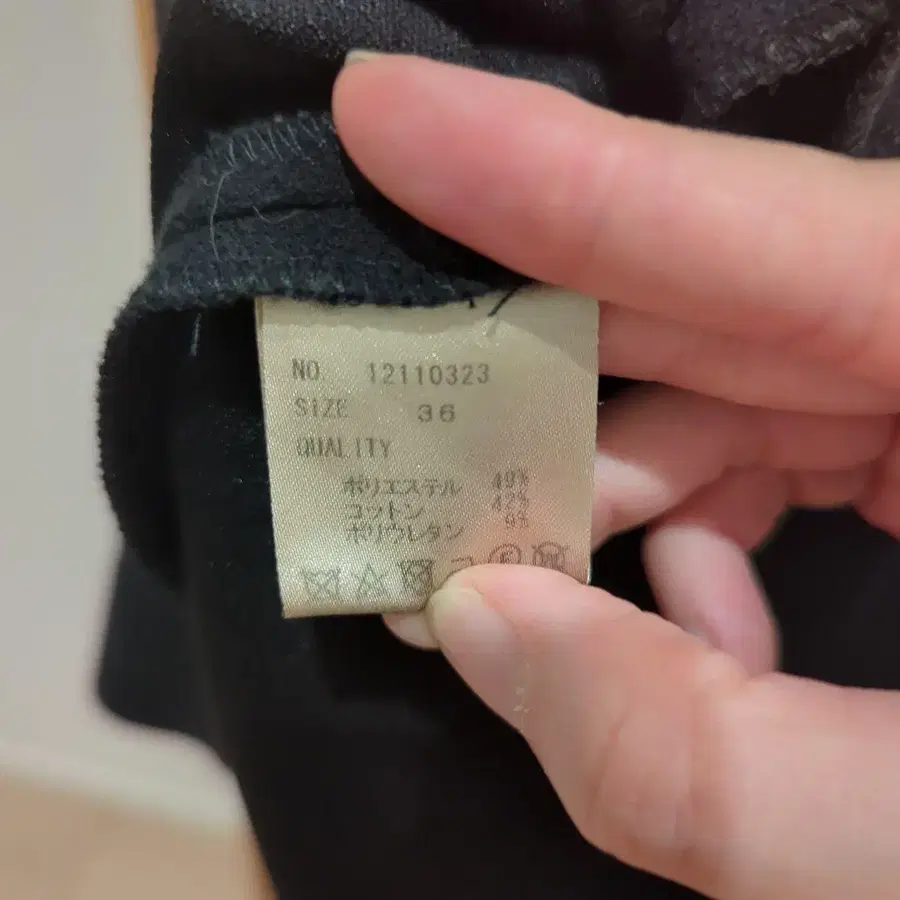 NO. 12110323
SIZE 36
QUALITY
ポリエステル 49%
コットン 42%
ポリウレタン 9%